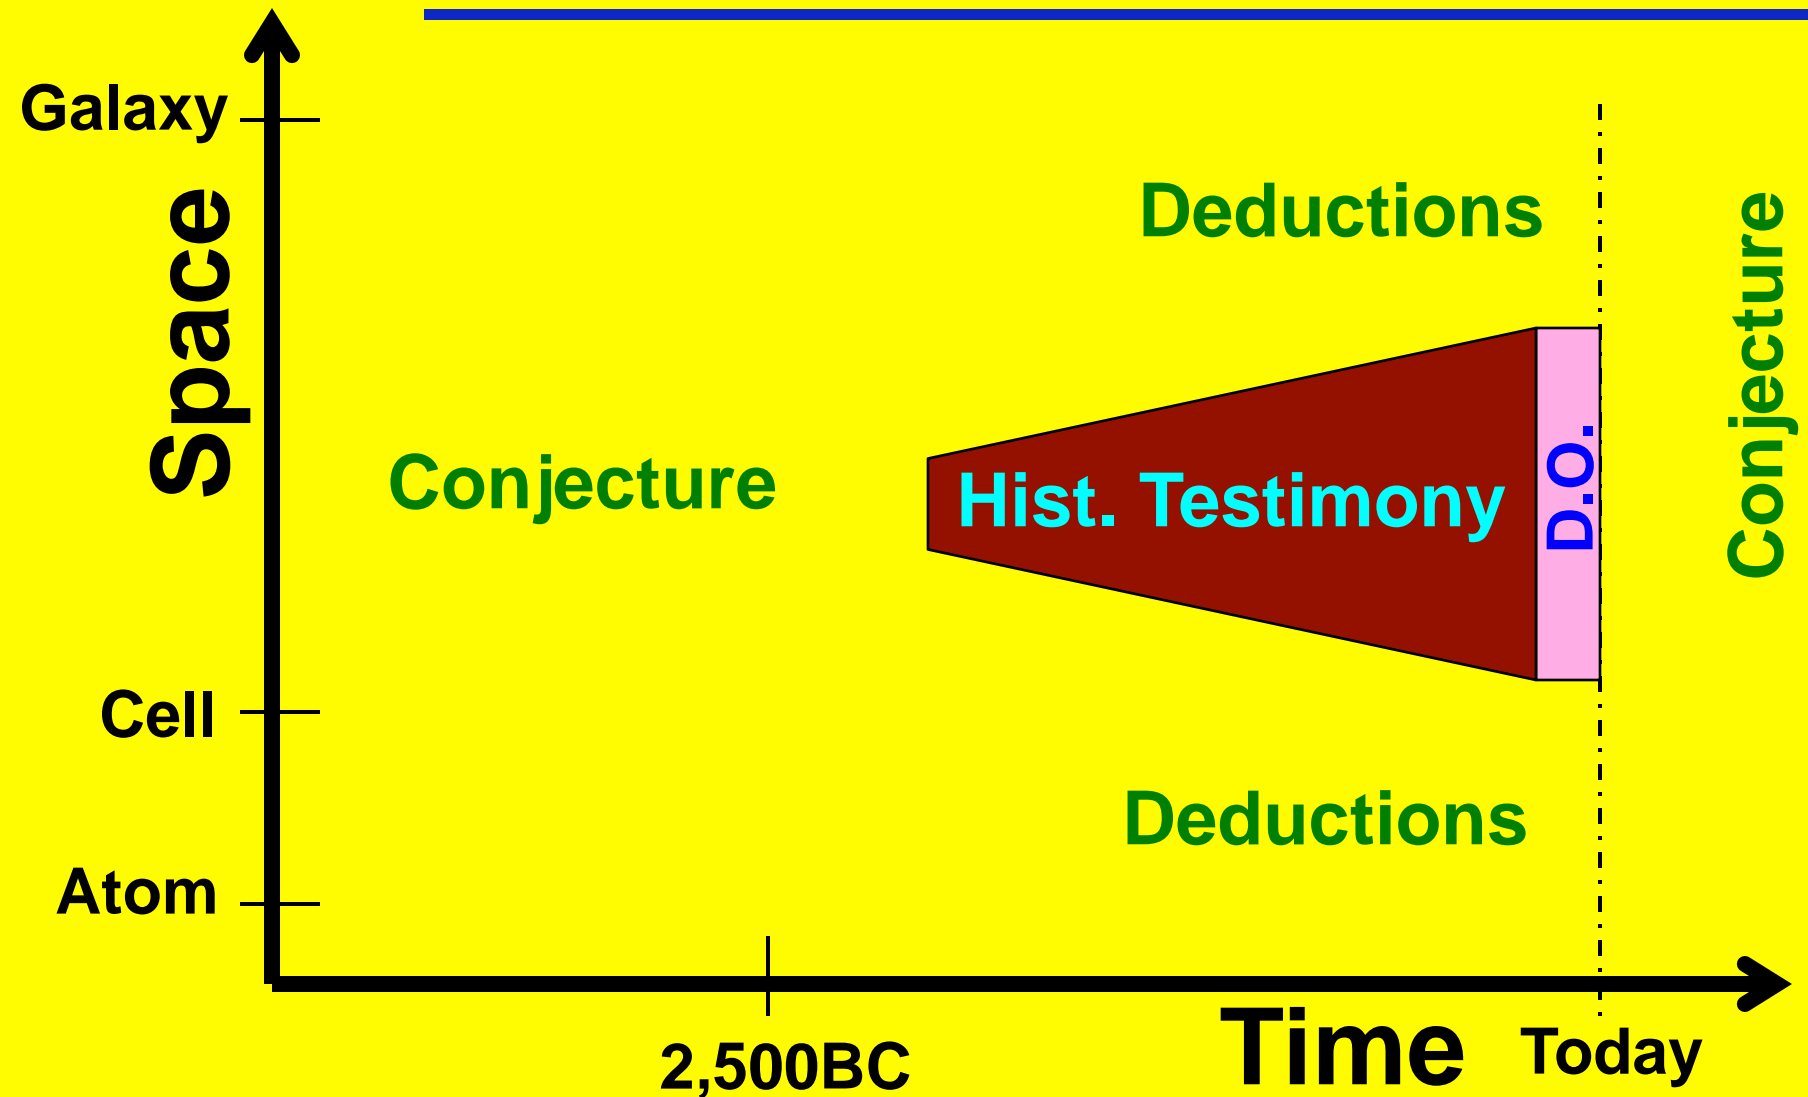 Galaxy
Space
Deductions
Conjecture
Conjecture
Hist. Testimony
D.O.
Cell
Deductions
Atom
2,500BC
Time
Today